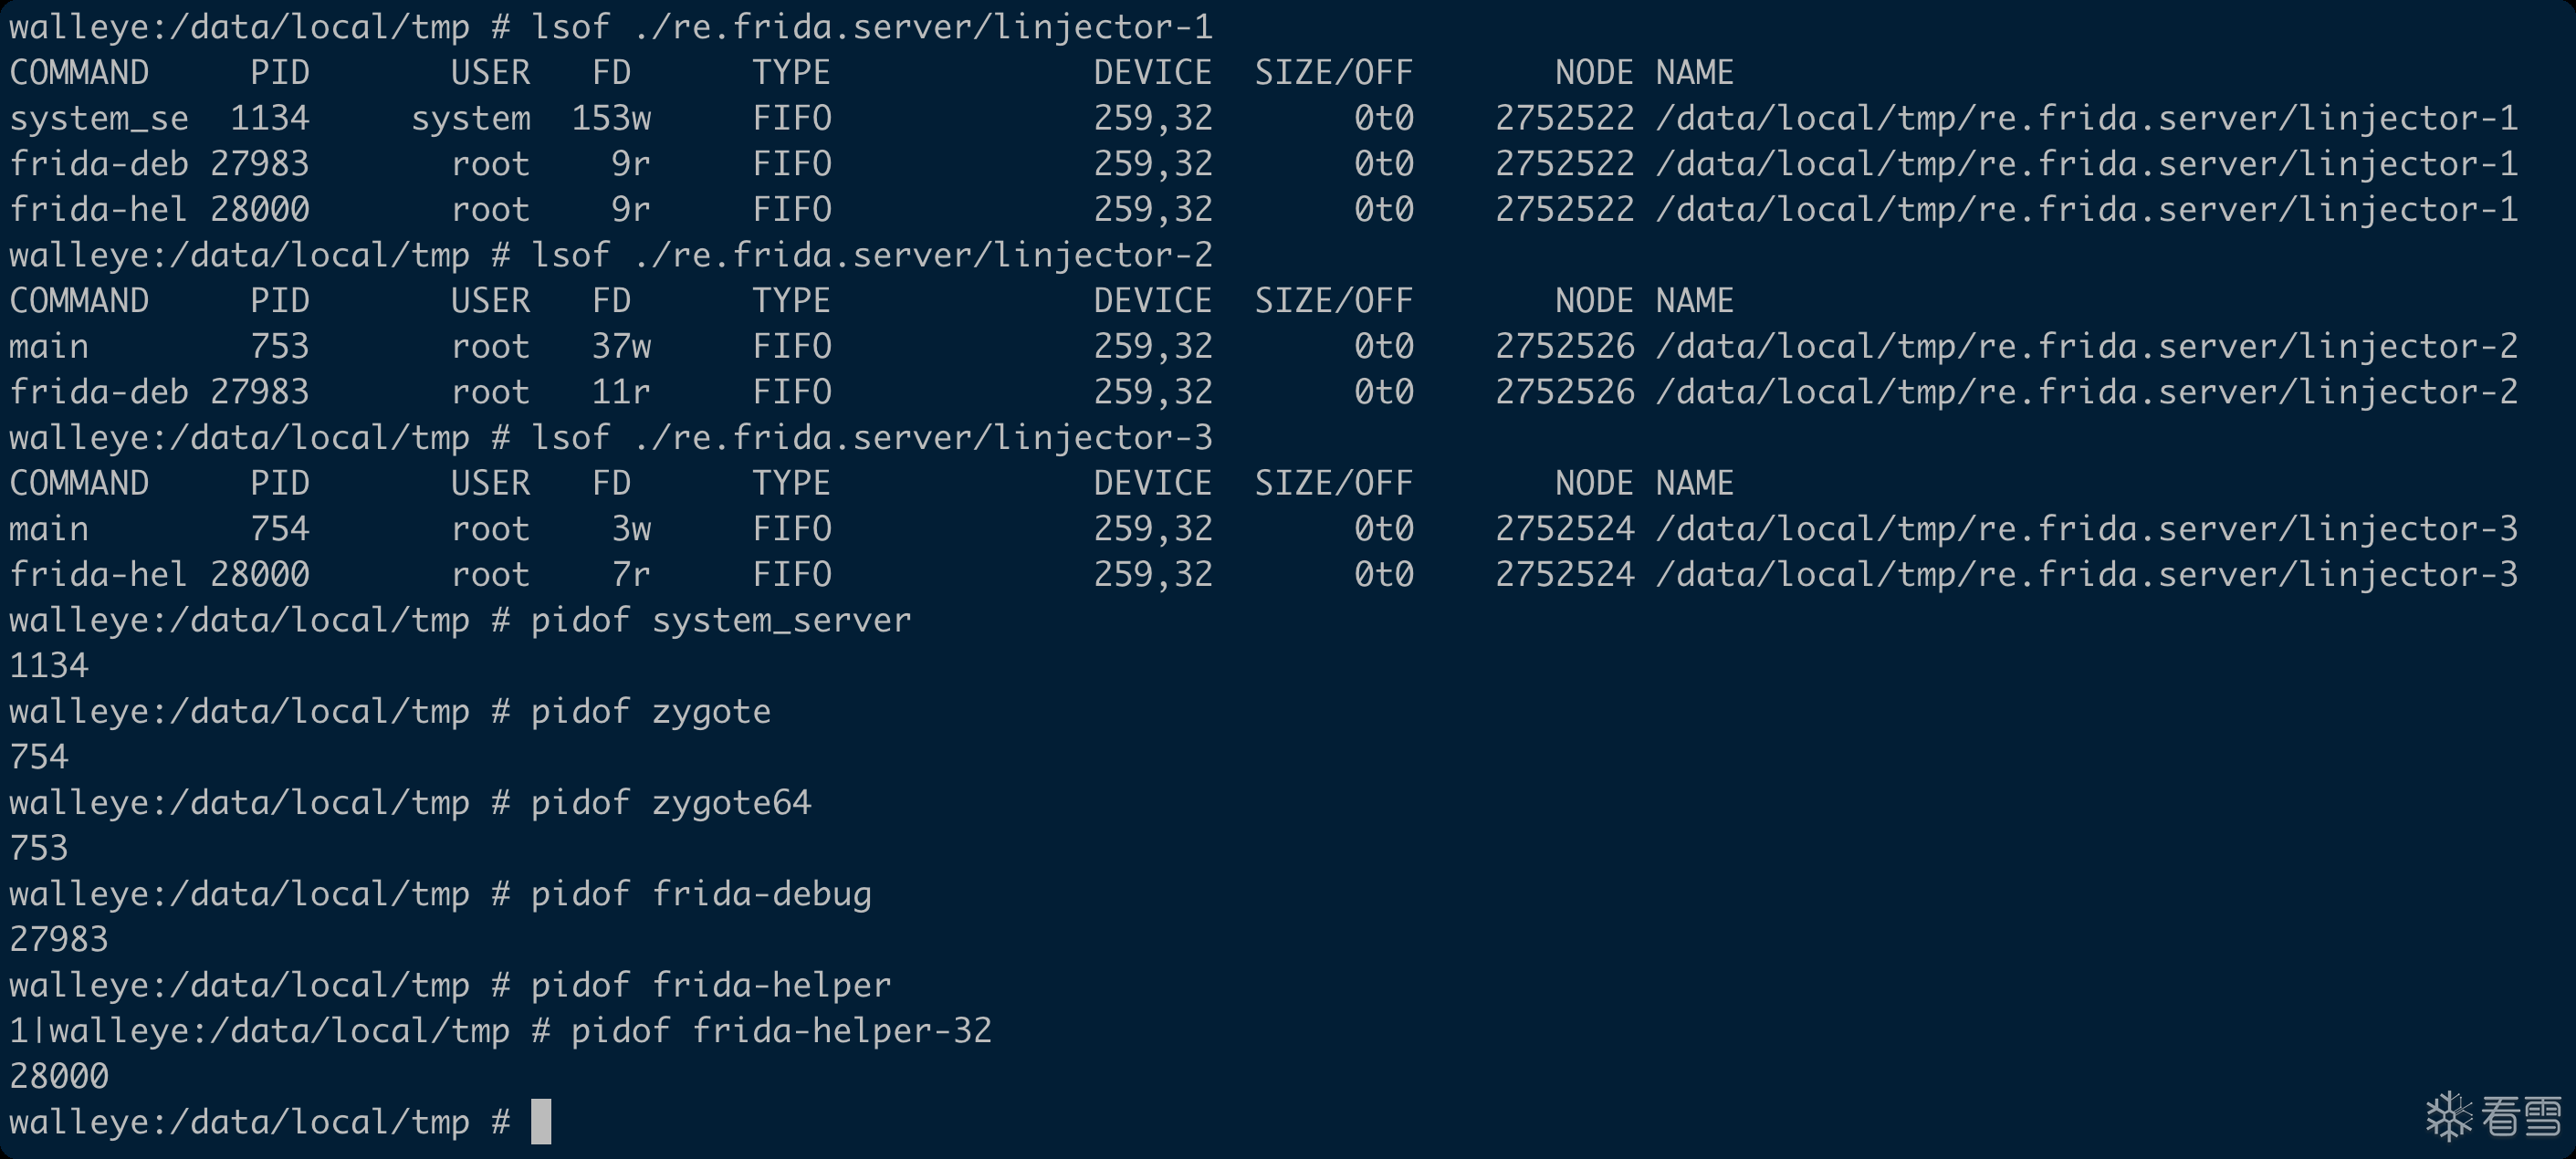 walleye:/data/local/tmp # lsof ./re.frida.server/linjector-1
COMMAND     PID       USER   FD      TYPE             DEVICE  SIZE/OFF       NODE NAME
system_se  1134     system  153w     FIFO             259,32       0t0    2752522 /data/local/tmp/re.frida.server/linjector-1
frida-deb 27983       root    9r     FIFO             259,32       0t0    2752522 /data/local/tmp/re.frida.server/linjector-1
frida-hel 28000       root    9r     FIFO             259,32       0t0    2752522 /data/local/tmp/re.frida.server/linjector-1
walleye:/data/local/tmp # lsof ./re.frida.server/linjector-2
COMMAND     PID       USER   FD      TYPE             DEVICE  SIZE/OFF       NODE NAME
main        753       root   37w     FIFO             259,32       0t0    2752526 /data/local/tmp/re.frida.server/linjector-2
frida-deb 27983       root   11r     FIFO             259,32       0t0    2752526 /data/local/tmp/re.frida.server/linjector-2
walleye:/data/local/tmp # lsof ./re.frida.server/linjector-3
COMMAND     PID       USER   FD      TYPE             DEVICE  SIZE/OFF       NODE NAME
main        754       root    3w     FIFO             259,32       0t0    2752524 /data/local/tmp/re.frida.server/linjector-3
frida-hel 28000       root    7r     FIFO             259,32       0t0    2752524 /data/local/tmp/re.frida.server/linjector-3
walleye:/data/local/tmp # pidof system_server
1134
walleye:/data/local/tmp # pidof zygote
754
walleye:/data/local/tmp # pidof zygote64
753
walleye:/data/local/tmp # pidof frida-debug
27983
walleye:/data/local/tmp # pidof frida-helper
1|walleye:/data/local/tmp # pidof frida-helper-32
28000
walleye:/data/local/tmp #
看雪